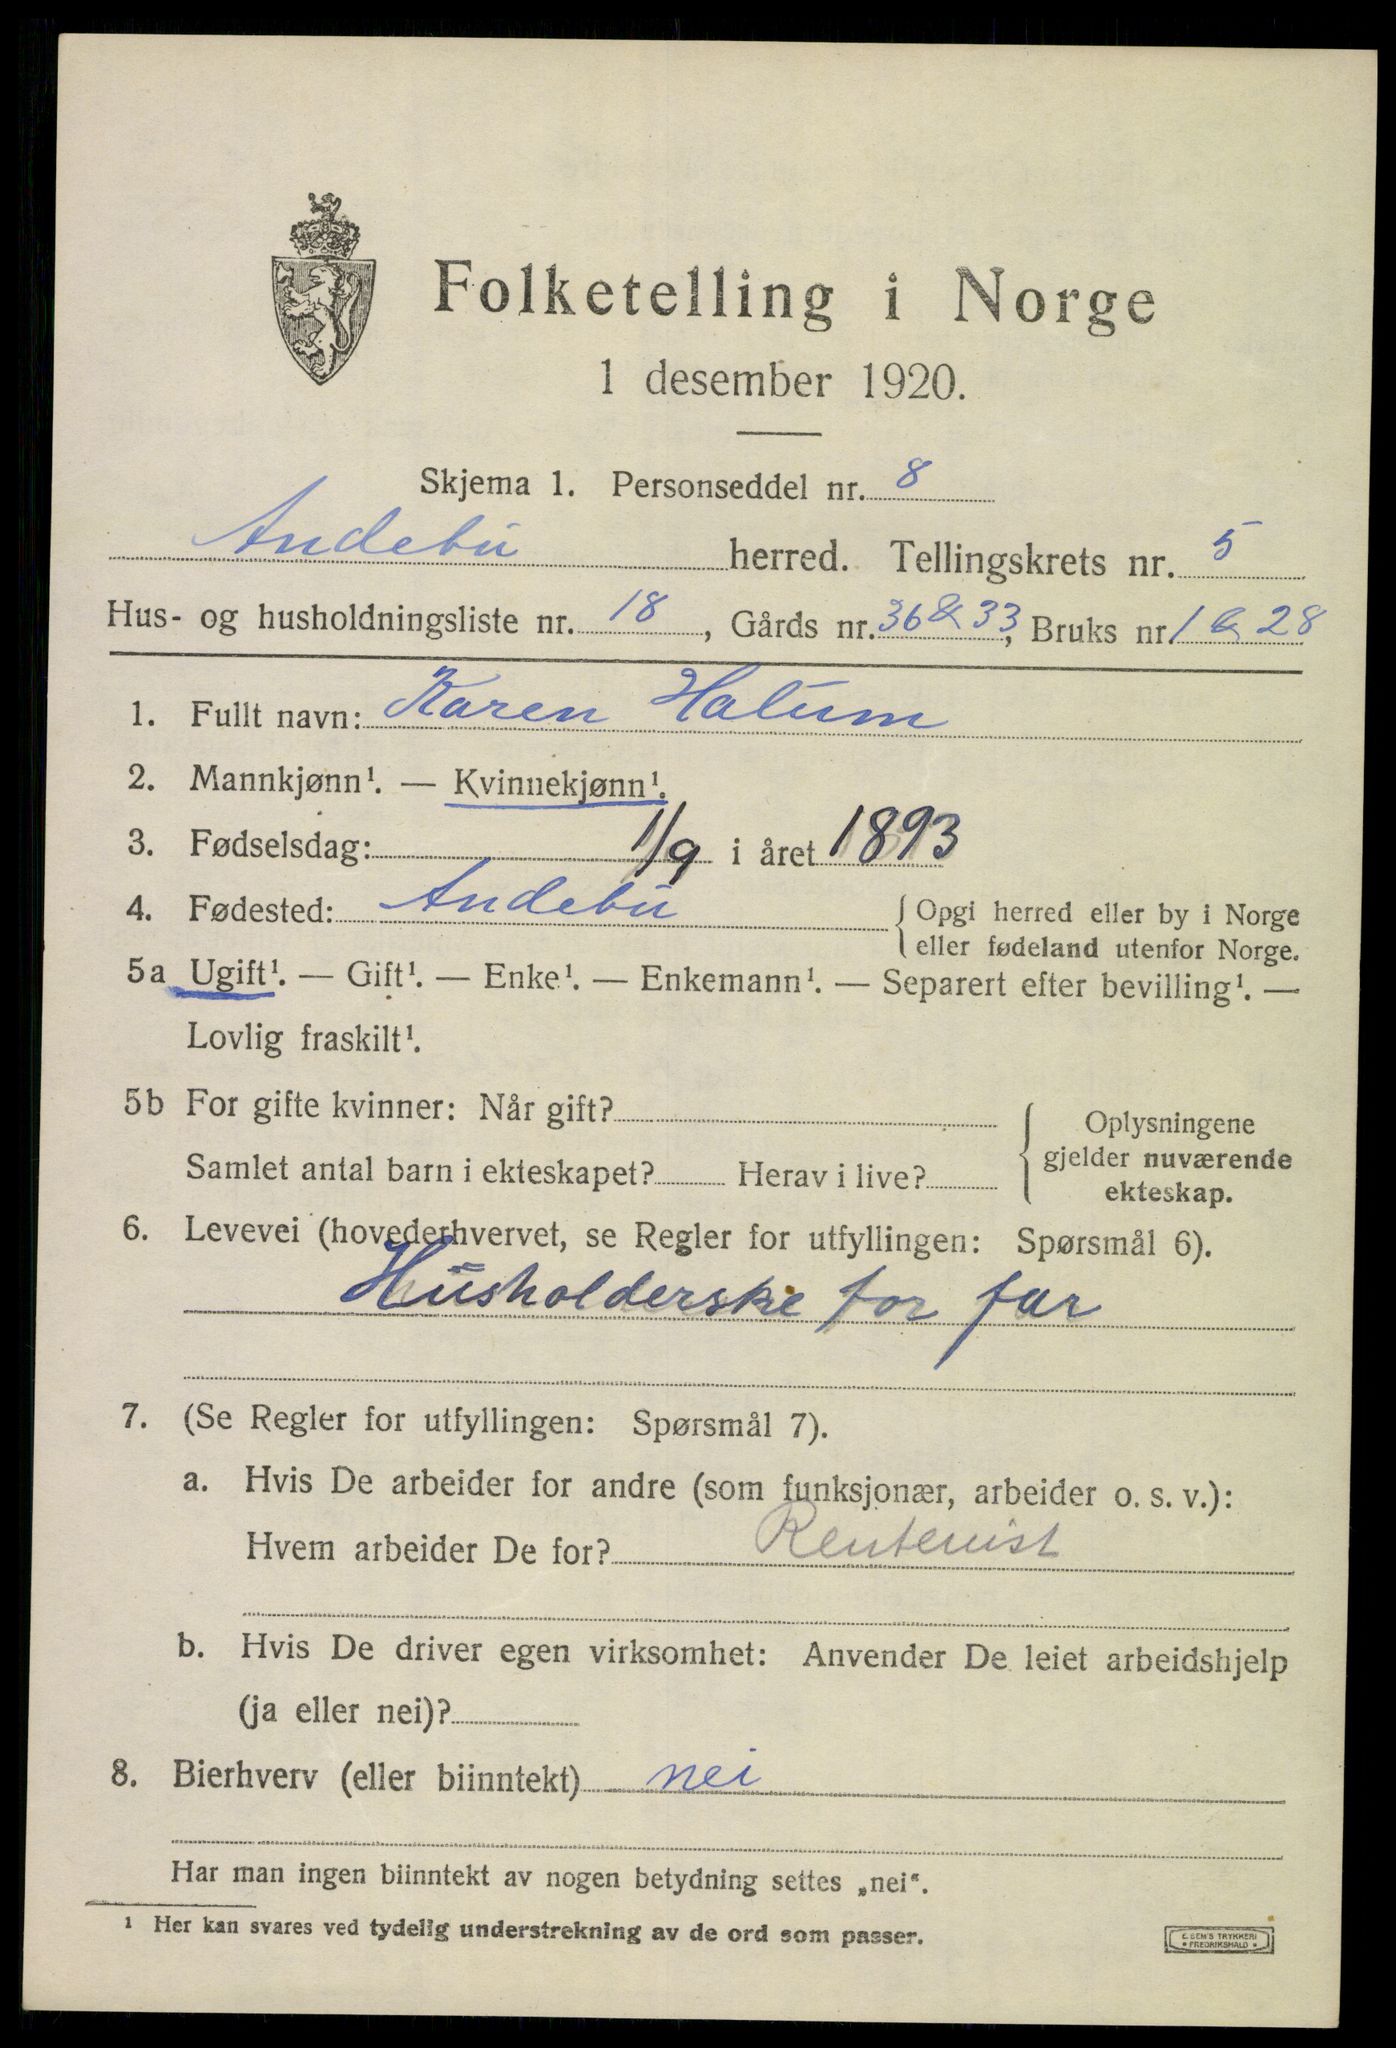 Folketelling i Norge
1 desember 1920.
Skjema 1. Personseddel nr. 8
Andebu herred. Tellingskrets nr. 5
Hus- og husholdningsliste nr. 18, Gårds nr. 36 & 33, Bruks nr. 1 & 28
1. Fullt navn: Karen Hatum
2. Mannkjønn¹. — Kvinnekjønn¹.
3. Fødselsdag: 1/9 i året 1893
4. Fødested: Andebu { Opgi herred eller by i Norge
eller fødeland utenfor Norge.
5a Ugift¹. — Gift¹. — Enke¹. — Enkemann¹. — Separert efter bevilling¹. —
Lovlig fraskilt¹.
5b For gifte kvinner: Når gift?
Samlet antal barn i ekteskapet? Herav i live?
{ Oplysningene
gjelder nuværende
ekteskap.
6. Levevei (hovederhvervet, se Regler for utfyllingen: Spørsmål 6).
Husholderske for far
7. (Se Regler for utfyllingen: Spørsmål 7).
a. Hvis De arbeider for andre (som funksjonær, arbeider o. s. v.):
Hvem arbeider De for? Rentenist
b. Hvis De driver egen virksomhet: Anvender De leiet arbeidshjelp
(ja eller nei)?
8. Bierhverv (eller biinntekt) nei
Har man ingen biinntekt av nogen betydning settes „nei“.
¹ Her kan svares ved tydelig understrekning av de ord som passer.
E. SEM'S TRYKKERI
• FREDRIKSHALD •